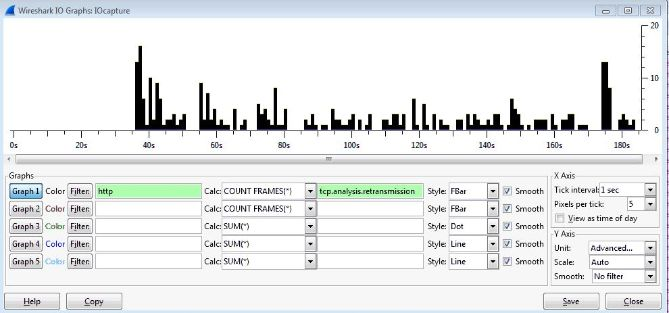 Wireshark IO Graphs: IOcapture
20
10
0
0s 20s 40s 60s 80s 100s 120s 140s 160s 180s
Graphs
Graph 1 Color Filter: http Calc: COUNT FRAMES(*) tcp.analysis.retransmission Style: FBar Smooth
Graph 2 Color Filter: Calc: COUNT FRAMES(*) Style: FBar Smooth
Graph 3 Color Filter: Calc: SUM(*) Style: Dot Smooth
Graph 4 Color Filter: Calc: SUM(*) Style: Line Smooth
Graph 5 Color Filter: Calc: SUM(*) Style: Line Smooth
X Axis
Tick interval: 1 sec
Pixels per tick: 5
View as time of day
Y Axis
Unit: Advanced...
Scale: Auto
Smooth: No filter
Help Copy Save Close